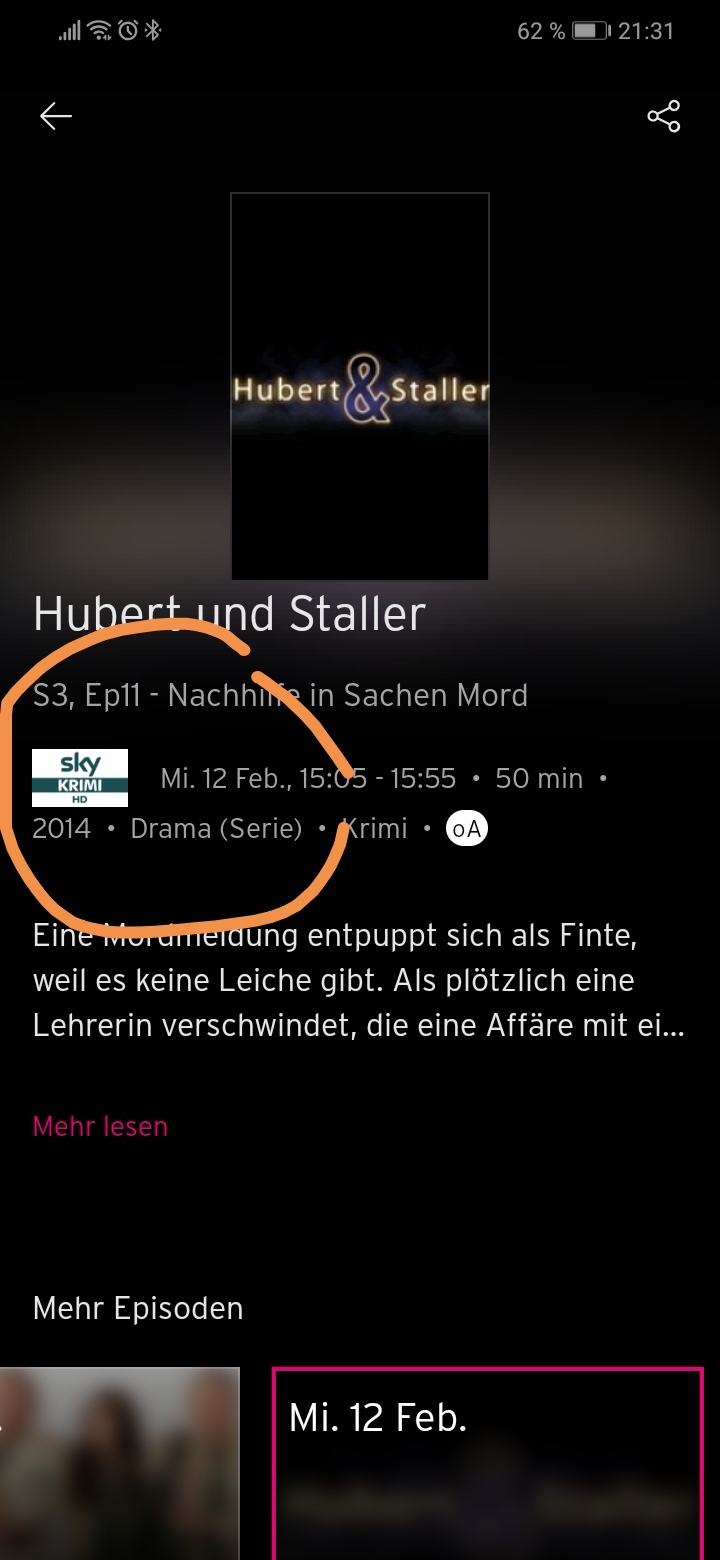 62 % 21:31
Hubert & Staller
Hubert und Staller
S3, Ep11 - Nachhilfe in Sachen Mord
sky
KRIMI
HD
Mi. 12 Feb., 15:05 - 15:55 • 50 min •
2014 • Drama (Serie) • Krimi • oA
Eine Mordmeldung entpuppt sich als Finte,
weil es keine Leiche gibt. Als plötzlich eine
Lehrerin verschwindet, die eine Affäre mit ei...
Mehr lesen
Mehr Episoden
Mi. 12 Feb.